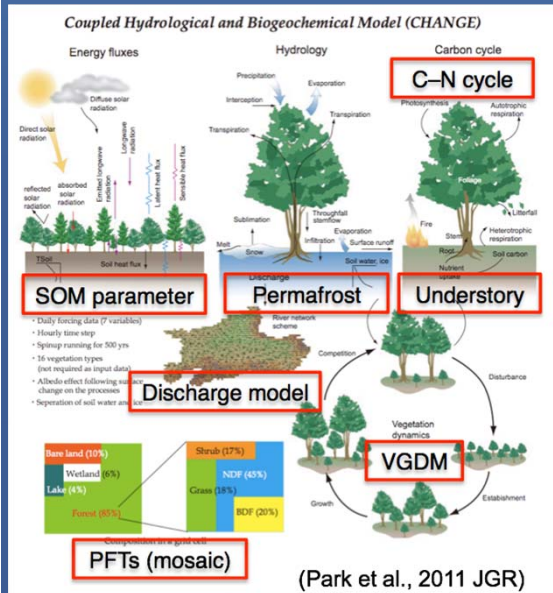 Coupled Hydrological and Biogeochemical Model (CHANGE)
Energy fluxes
Hydrology
Carbon cycle
C–N cycle
Diffuse solar
radiation
Direct solar
radiation
reflected
solar
radiation
absorbed
solar
radiation
Emitted longwave
radiation
Longwave
radiation
Latent heat flux
Sensible heat flux
TSoil
Soil heat flux
Precipitation
Evaporation
Interception
Transpiration
Transpiration
Sublimation
Throughfall
stemflow
Melt
Snow
Infiltration
Evaporation
Surface runoff
Soil water, ice
Discharge
Photosynthesis
Autotrophic
respiration
Foliage
Litterfall
Fire
Stem
Heterotrophic
respiration
Root
Soil carbon
Nutrient
uptake
SOM parameter
Permafrost
Understory
• Daily forcing data (7 variables)
• Hourly time step
• Spinup running for 500 yrs
• 16 vegetation types
(not required as input data)
• Albedo effect following surface
change on the processes
• Seperation of soil water and ice
River network
scheme
Discharge model
Competition
Disturbance
Vegetation
dynamics
VGDM
Growth
Estabishment
Bare land (10%)
Wetland (6%)
Lake (4%)
Forest (85%)
Shrub (17%)
NDF (45%)
Grass (18%)
BDF (20%)
Composition in a grid cell
PFTs (mosaic)
(Park et al., 2011 JGR)